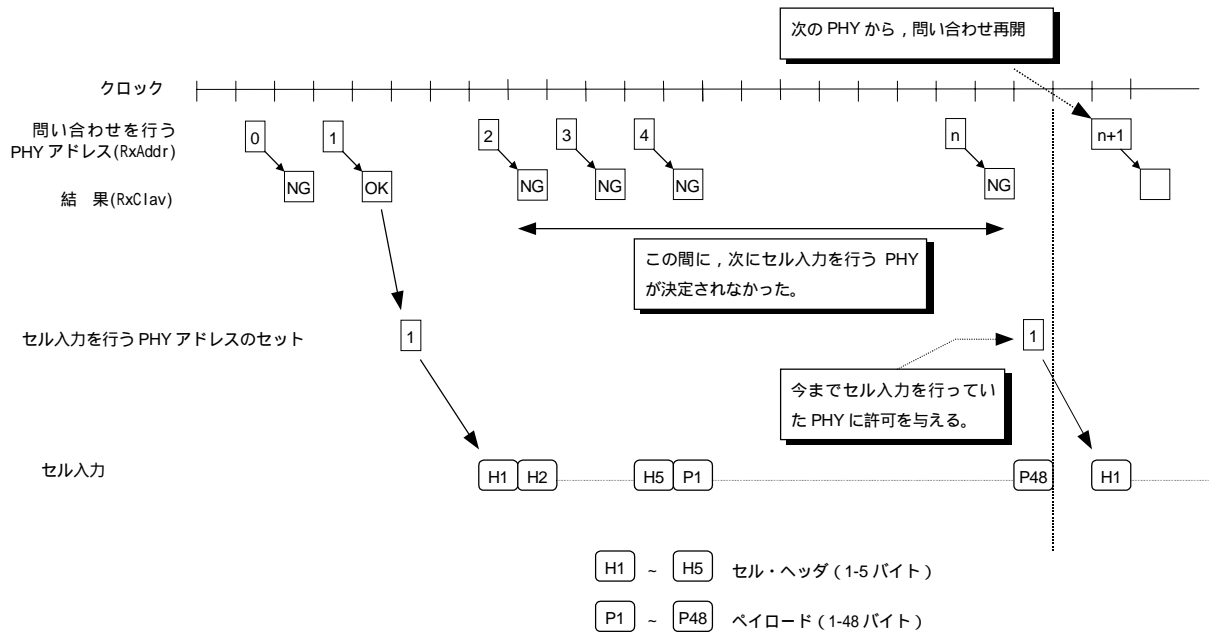 次の PHY から，問い合わせ再開
クロック
問い合わせを行う
PHY アドレス(RxAddr)
0
1
2
3
4
n
n+1
結　果(RxClav)
NG
OK
NG
NG
NG
NG
この間に，次にセル入力を行う PHY
が決定されなかった。
セル入力を行う PHY アドレスのセット
1
1
今までセル入力を行ってい
た PHY に許可を与える。
セル入力
H1
H2
H5
P1
P48
H1
H1 ~ H5 セル・ヘッダ（1-5 バイト）
P1 ~ P48 ペイロード（1-48 バイト）